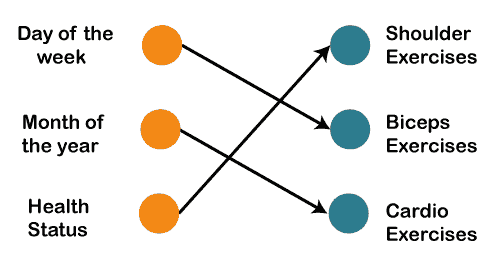 Day of the
week
Shoulder
Exercises
Month of
the year
Biceps
Exercises
Health
Status
Cardio
Exercises